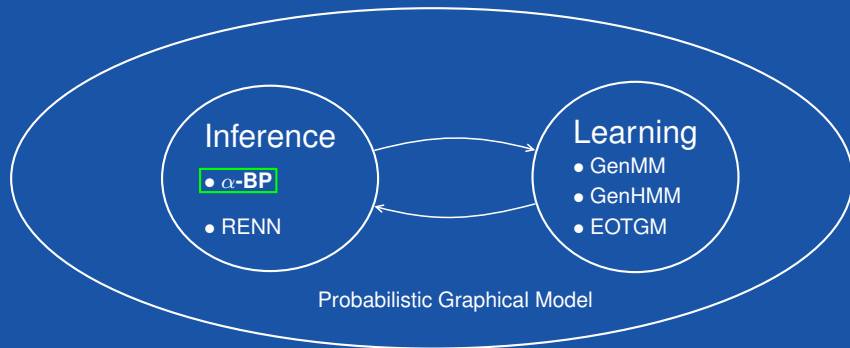 Inference
• α-BP
• RENN
Learning
• GenMM
• GenHMM
• EOTGM
Probabilistic Graphical Model